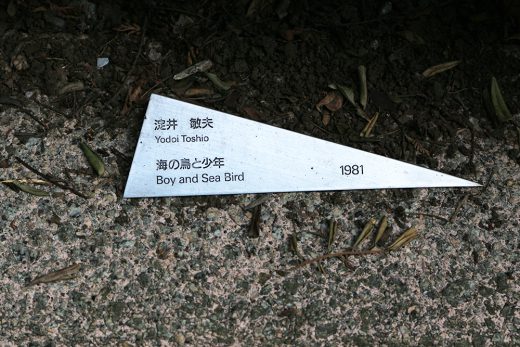 淀井 敏夫
Yodoi Toshio
海の鳥と少年
Boy and Sea Bird 1981